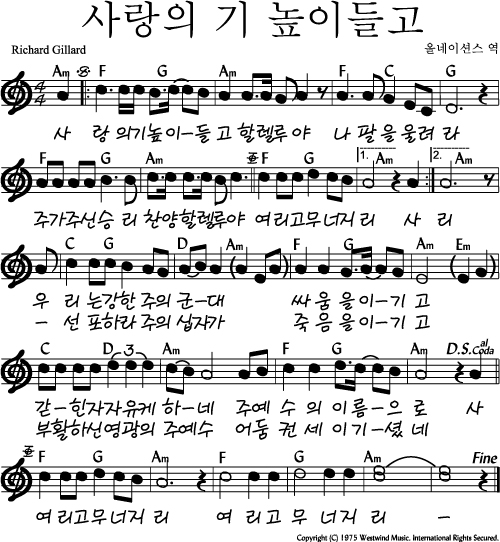 사랑의 기 높이들고
Richard Gillard
올네이션스 역
Am F G Am F C G
4 4
사 랑 의기높이-들 고 할렐루 야 나 팔 을 올려 라
F G Am G Am F G 1. Am 2. Am
주가주신승 리 찬양할렐루야 여리고무너지 리 사 리
C G D Am F G Am Em
우 리 는강한 주의 군-대 싸 움 을 이-기 고
- 선 포하라 주의 십자가 죽 음 을 이-기 고
C D 3 Am F G Am D.S. al Coda
간-힌자자유케 하-네 주예 수 의 이 름-으 로 사
부활하신영광의 주예수 어둠 권 세 이 기-셨 네
F G Am F G Am Fine
여 리고무 너지 리 여 리 고 무 너 지 리 -
Copyright (C) 1975 Westwind Music. International Rights Secured.